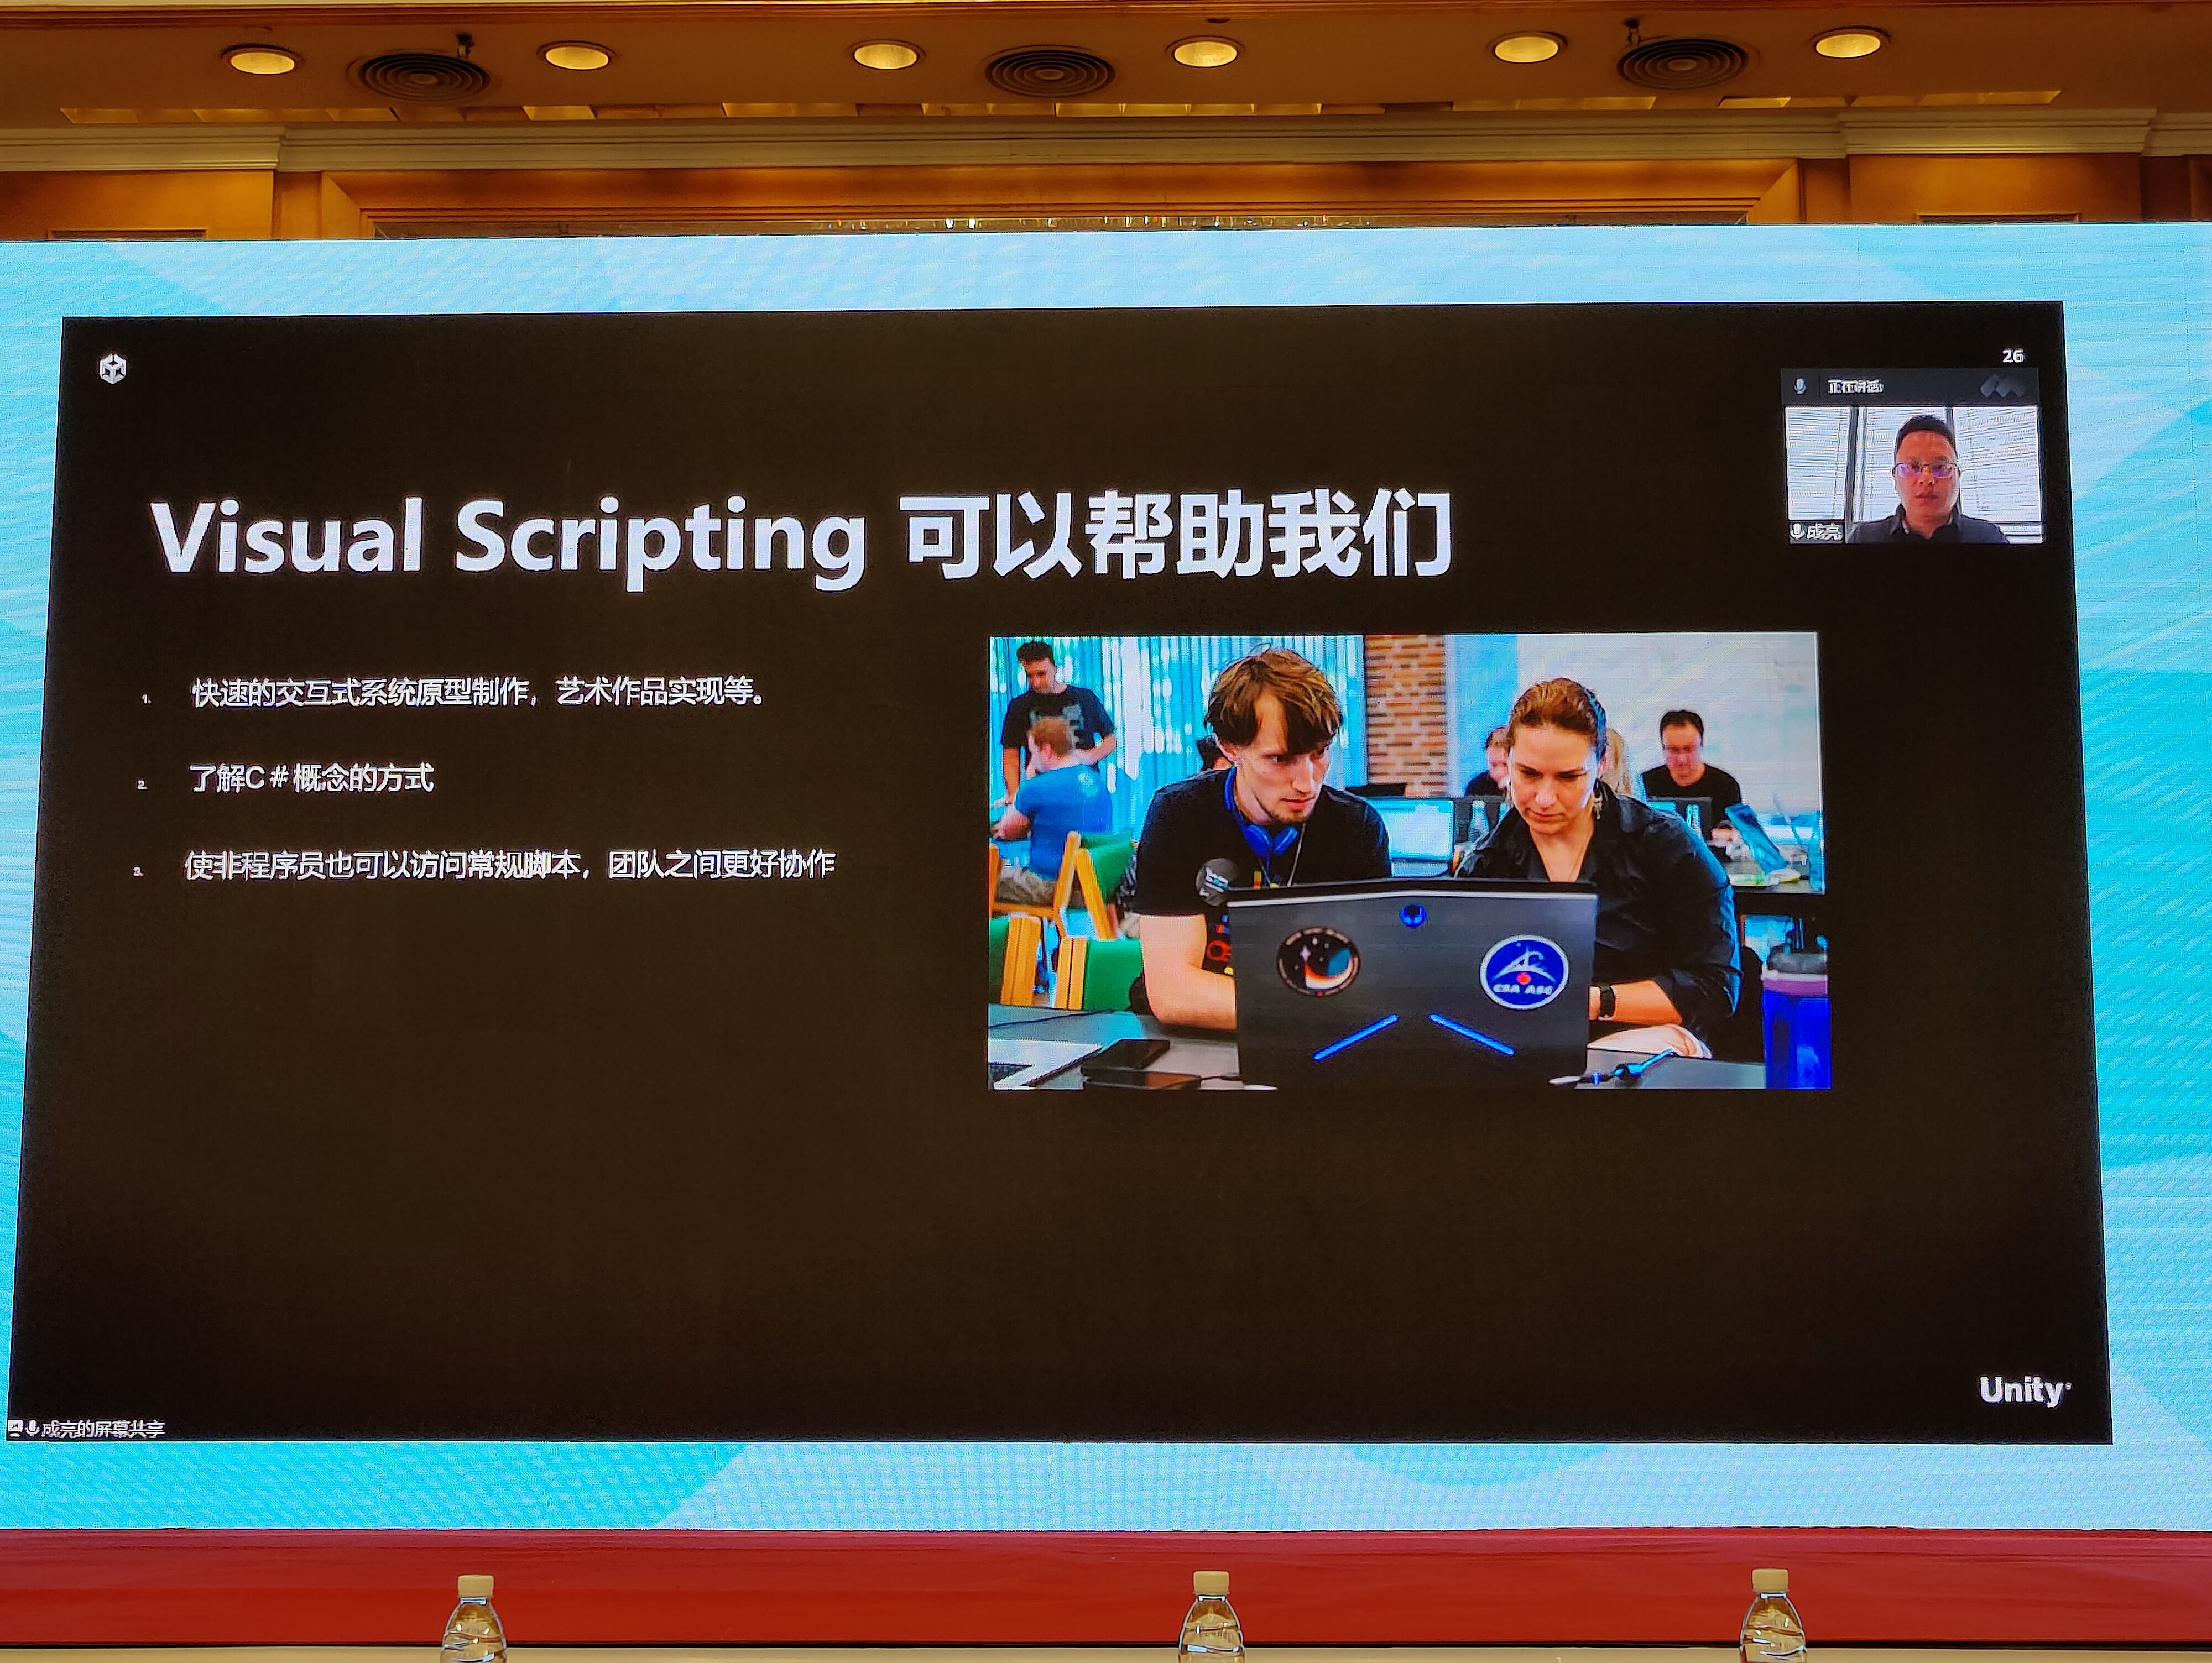 26
正在讲话:
成亮
Visual Scripting 可以帮助我们
1. 快速的交互式系统原型制作，艺术作品实现等。
2. 了解C＃概念的方式
3. 使非程序员也可以访问常规脚本，团队之间更好协作
CSA ASC
Unity
成亮的屏幕共享